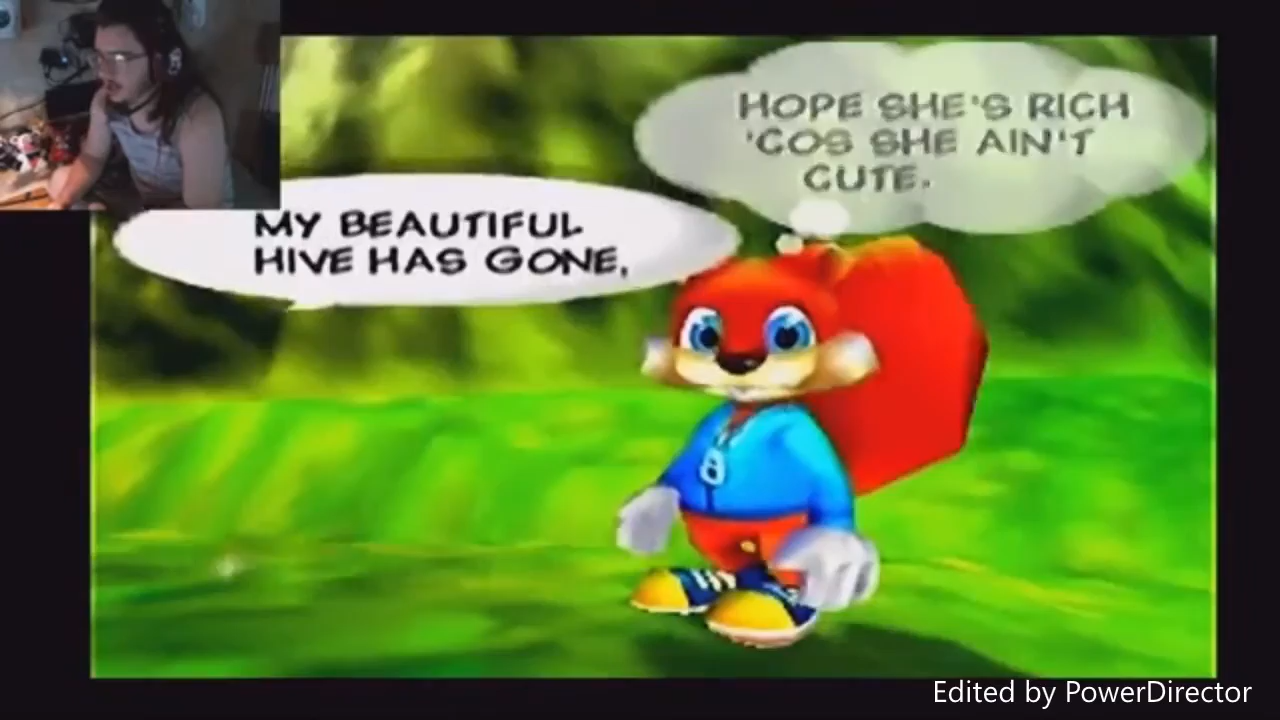 HOPE SHE'S RICH
'COS SHE AIN'T
CUTE.
MY BEAUTIFUL
HIVE HAS GONE,
Edited by PowerDirector